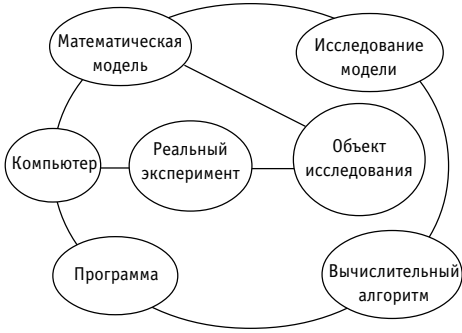 Математическая
модель
Исследование
модели
Компьютер
Реальный
эксперимент
Объект
исследования
Программа
Вычислительный
алгоритм